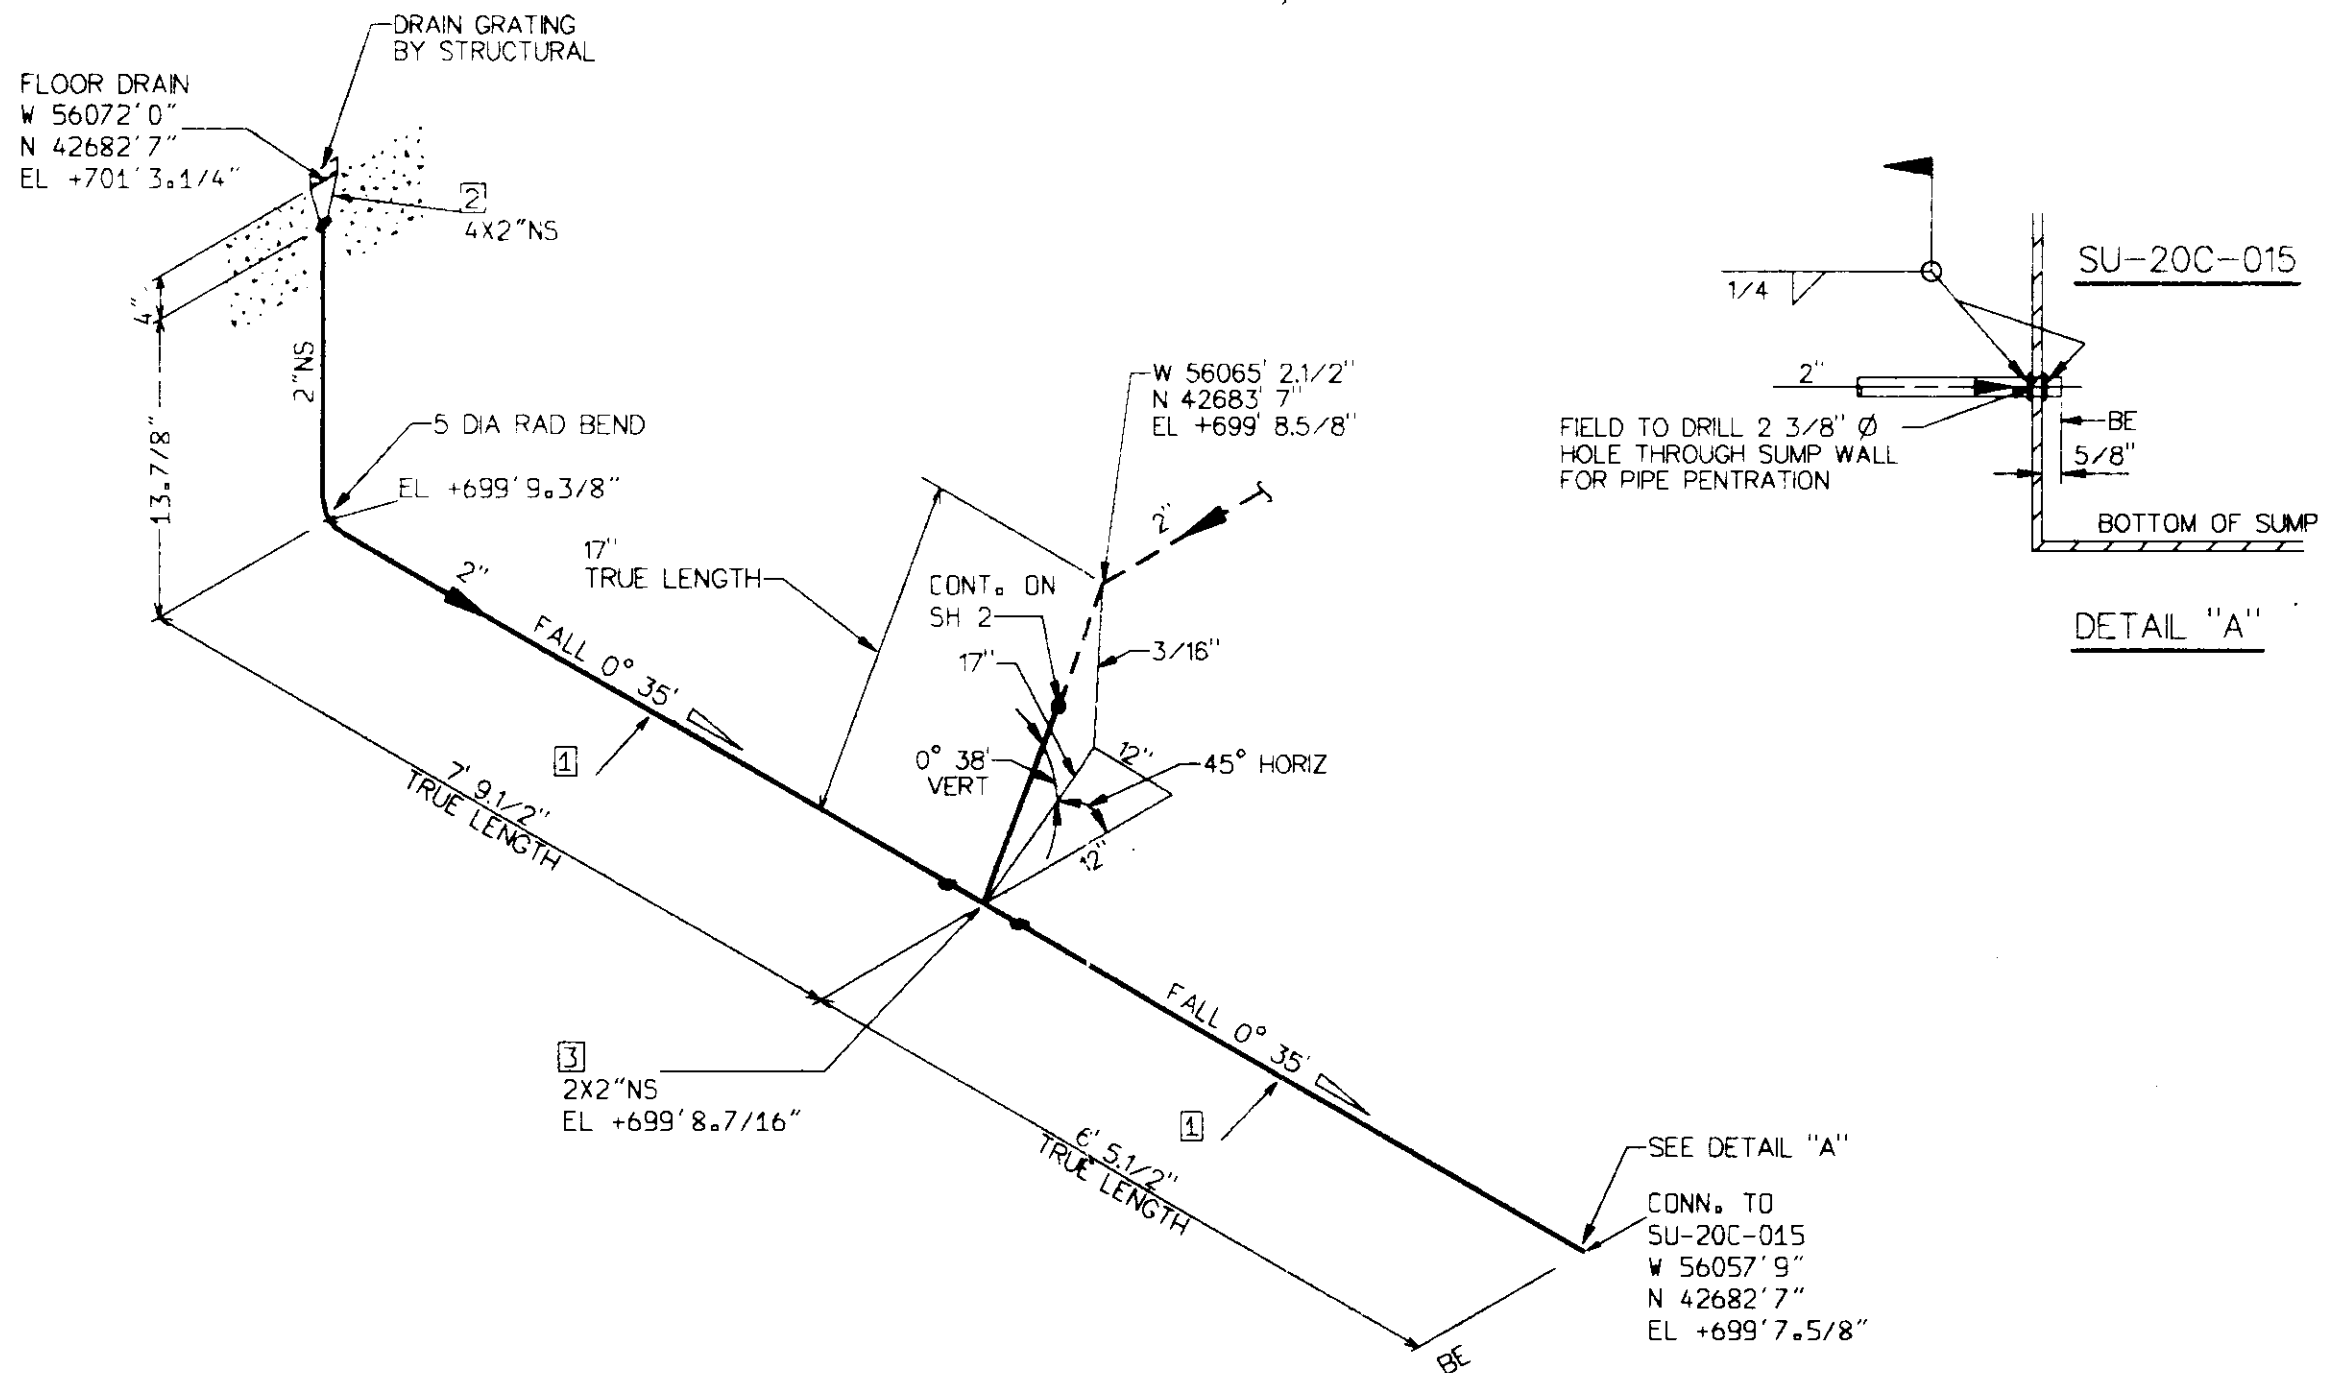 DRAIN GRATING
BY STRUCTURAL
FLOOR DRAIN
W 56072'0"
N 42682'7"
EL +701'3.1/4"
2
4X2"NS
4"
13.7/8"
2"NS
5 DIA RAD BEND
EL +699'9.3/8"
2"
FALL 0° 35'
1
7' 9.1/2"
TRUE LENGTH
17"
TRUE LENGTH
W 56065' 2.1/2"
N 42683' 7"
EL +699' 8.5/8"
2"
CONT. ON
SH 2
17"
3/16"
0° 38'
VERT
12"
45° HORIZ
12"
3
2X2"NS
EL +699'8.7/16"
FALL 0° 35'
1
6' 5.1/2"
TRUE LENGTH
BE
SEE DETAIL "A"
CONN. TO
SU-20C-015
W 56057'9"
N 42682'7"
EL +699'7.5/8"
1/4
SU-20C-015
2"
FIELD TO DRILL 2 3/8" Ø
HOLE THROUGH SUMP WALL
FOR PIPE PENTRATION
BE
5/8"
BOTTOM OF SUMP
DETAIL "A"